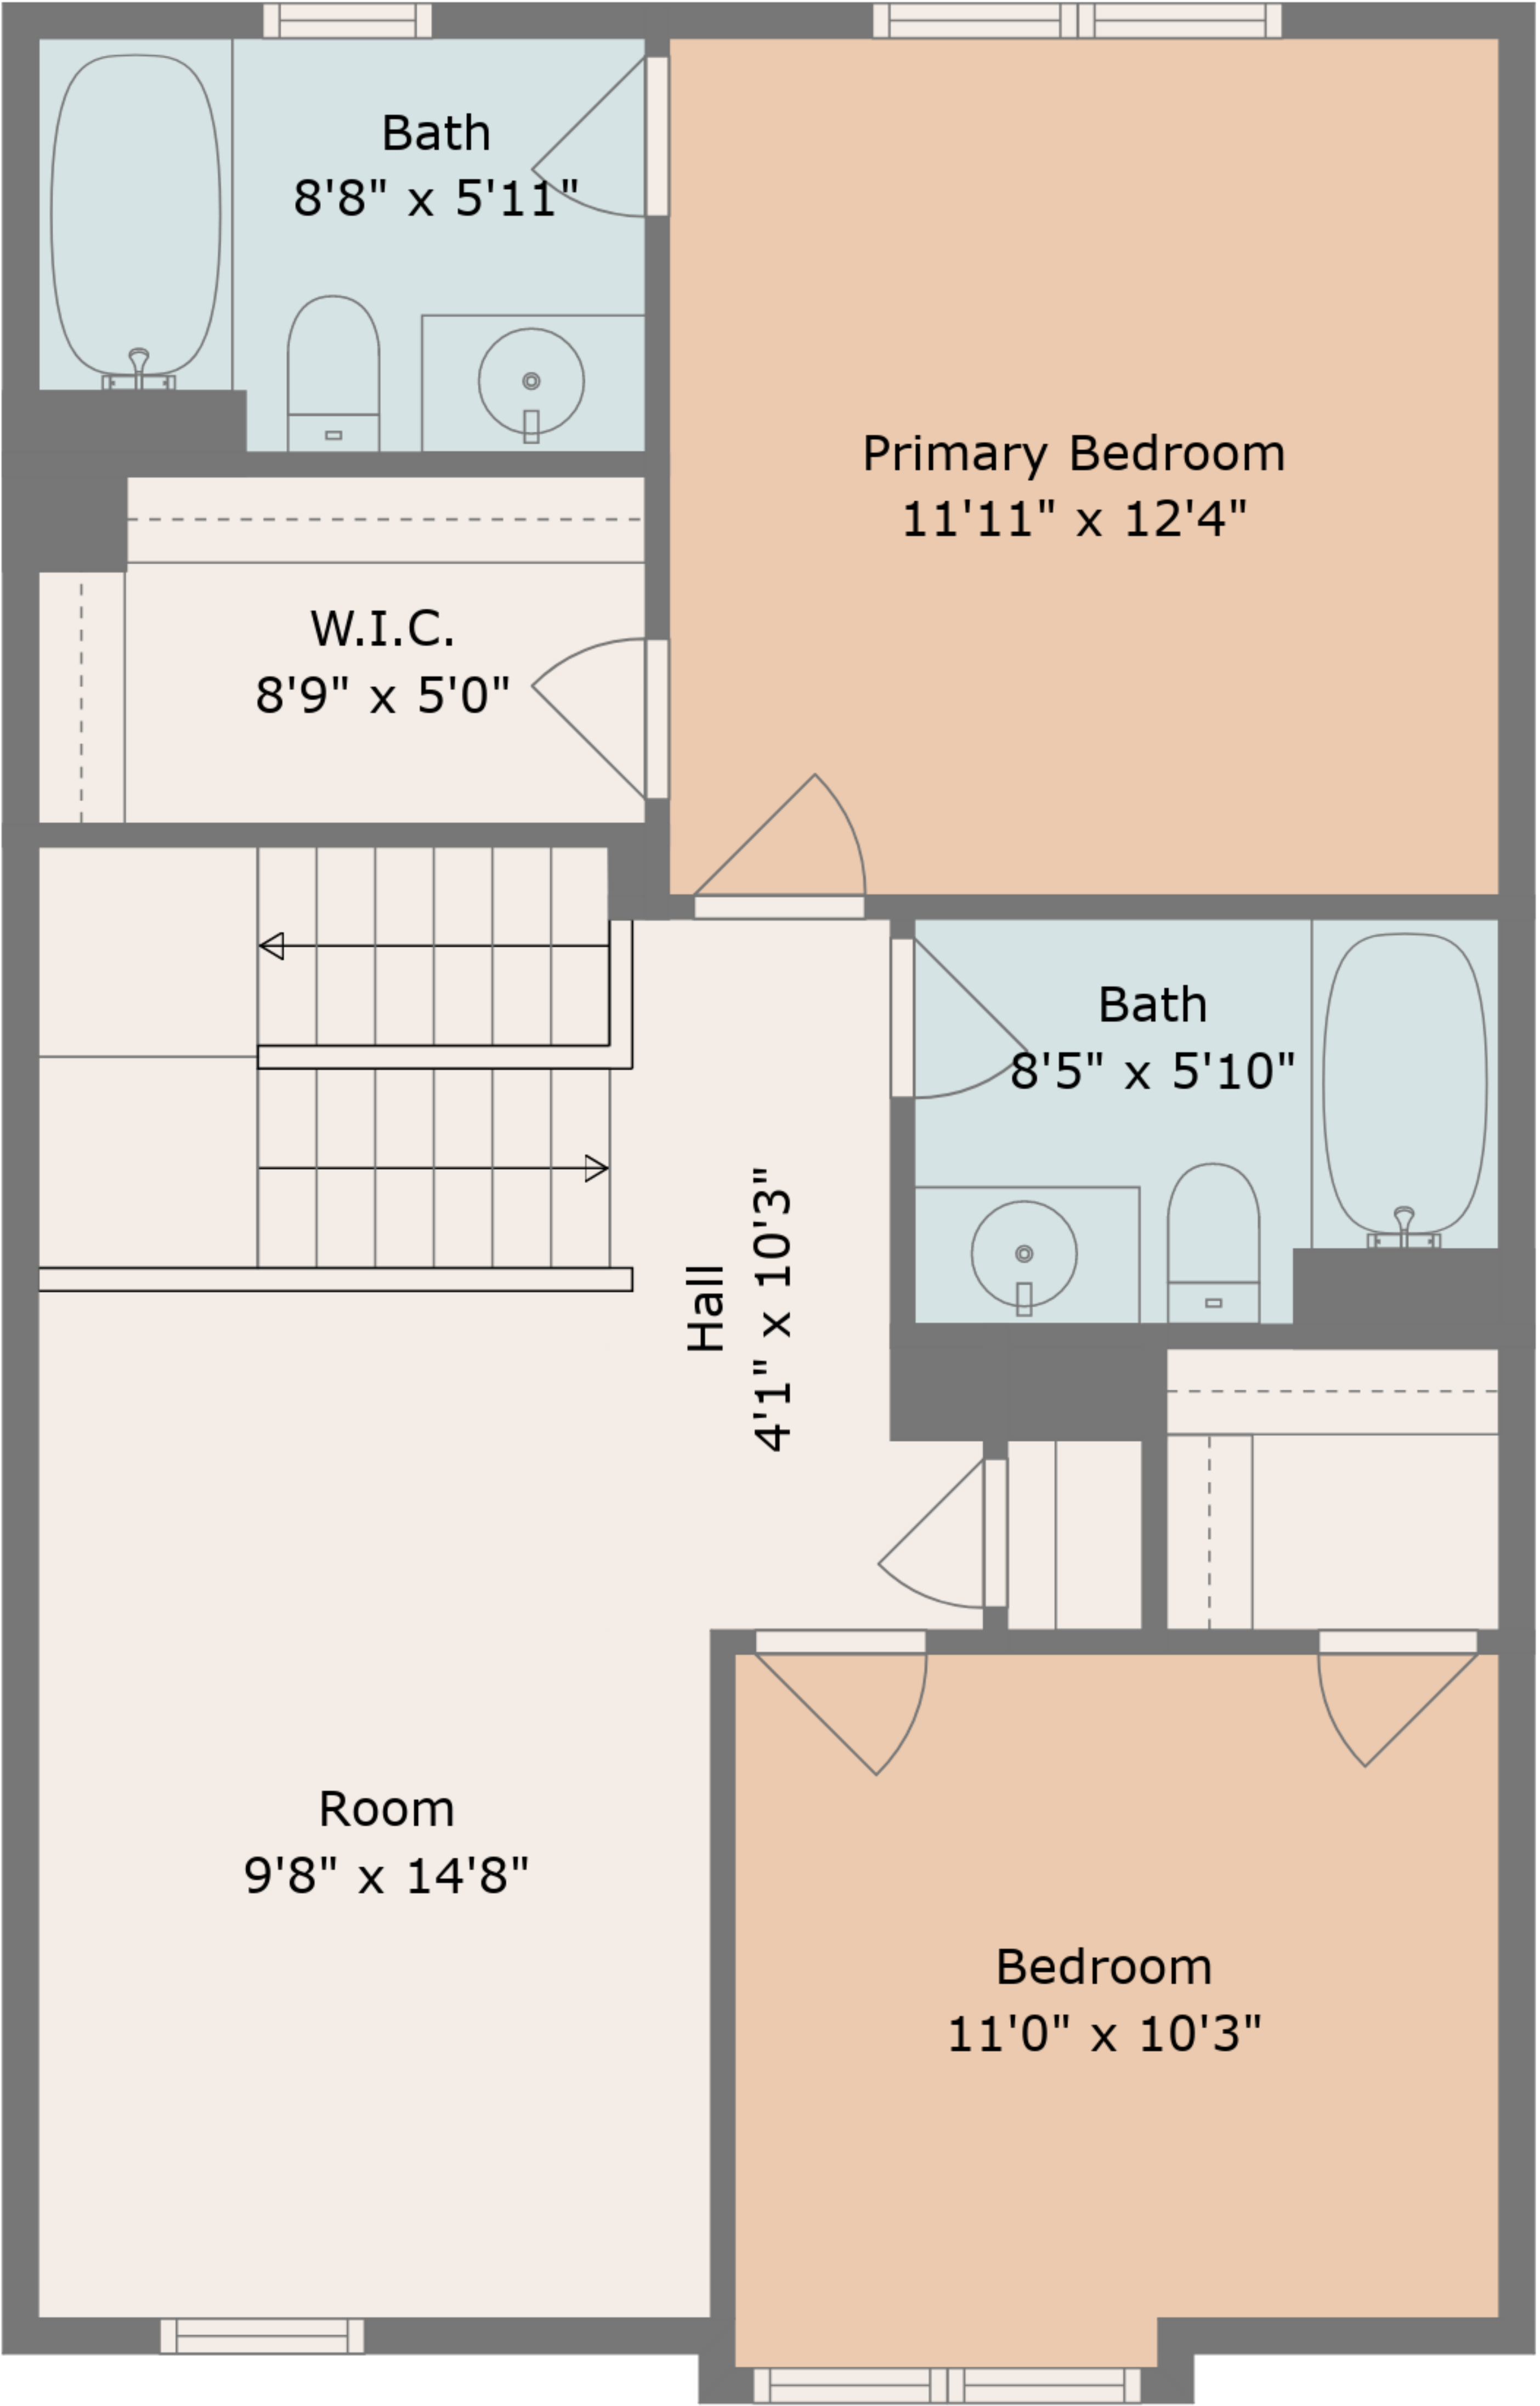 Bath
8'8" x 5'11"
Primary Bedroom
11'11" x 12'4"
W.I.C.
8'9" x 5'0"
Bath
8'5" x 5'10"
Hall
4'1" x 10'3"
Room
9'8" x 14'8"
Bedroom
11'0" x 10'3"